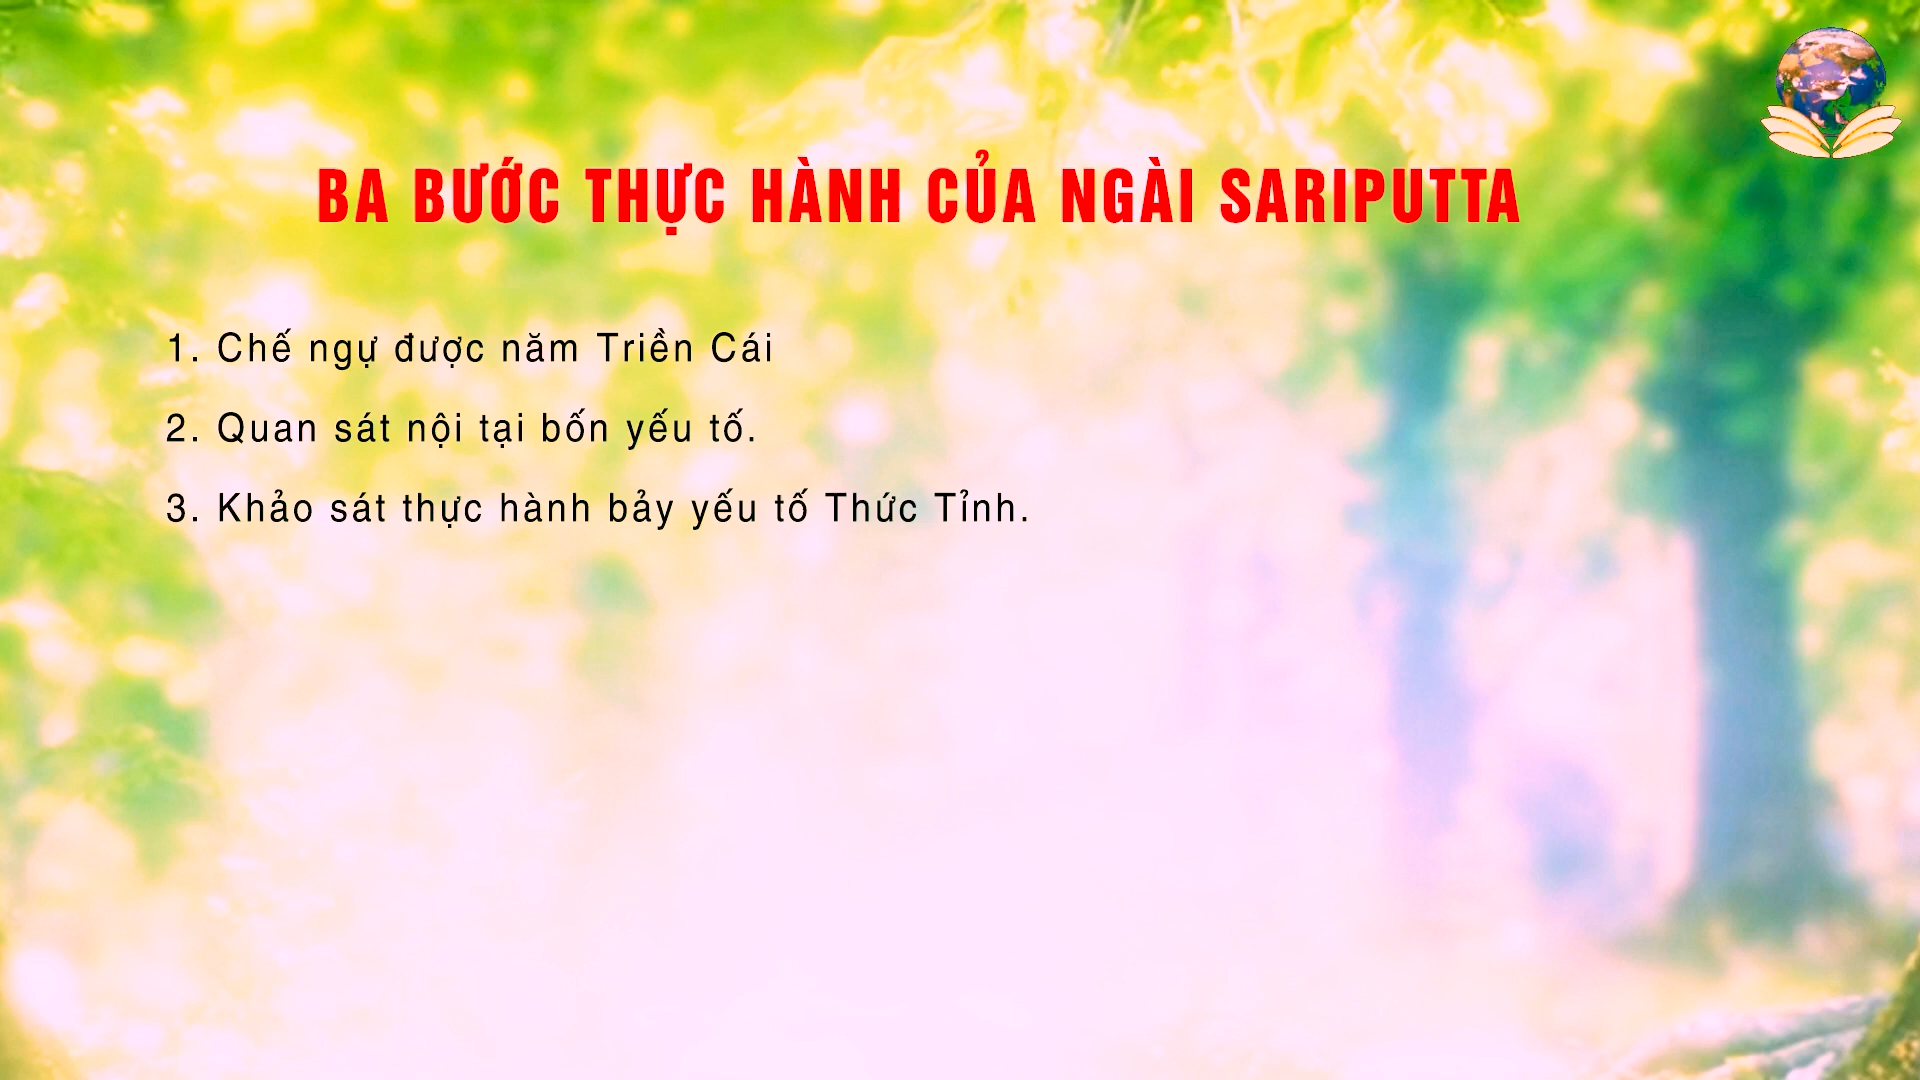 BA BƯỚC THỰC HÀNH CỦA NGÀI SARIPUTTA
1. Chế ngự được năm Triền Cái
2. Quan sát nội tại bốn yếu tố.
3. Khảo sát thực hành bảy yếu tố Thức Tỉnh.